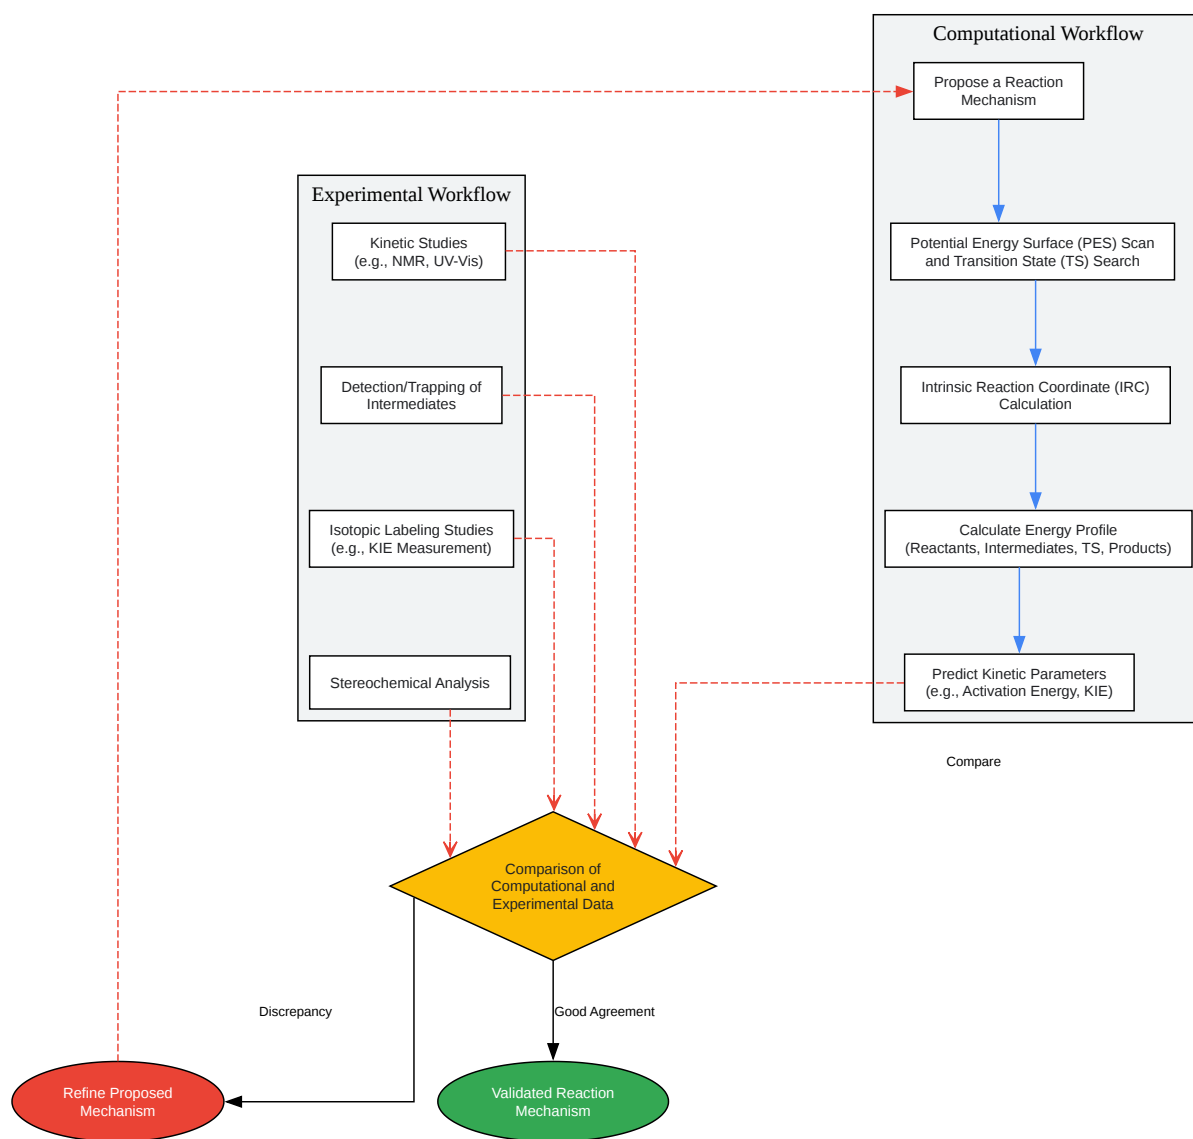 Computational Workflow
Propose a Reaction
Mechanism
Experimental Workflow
Kinetic Studies
(e.g., NMR, UV-Vis)
Potential Energy Surface (PES) Scan
and Transition State (TS) Search
Detection/Trapping of
Intermediates
Intrinsic Reaction Coordinate (IRC)
Calculation
Isotopic Labeling Studies
(e.g., KIE Measurement)
Calculate Energy Profile
(Reactants, Intermediates, TS, Products)
Stereochemical Analysis
Predict Kinetic Parameters
(e.g., Activation Energy, KIE)
Compare
Comparison of
Computational and
Experimental Data
Discrepancy
Good Agreement
Refine Proposed
Mechanism
Validated Reaction
Mechanism